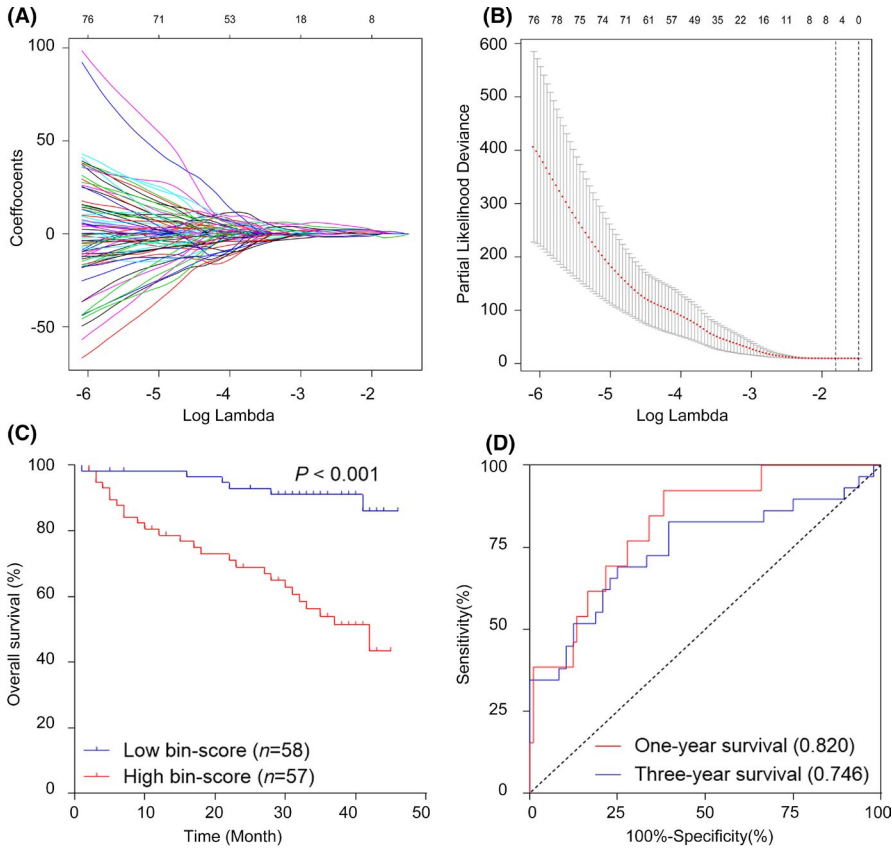 (A)
76 71 53 18 8
100
50
0
-50
Coeffocoents
-6 -5 -4 -3 -2
Log Lambda
(B)
76 78 75 74 71 61 57 49 35 22 16 11 8 8 4 0
600
500
400
300
200
100
0
Partial Likelihood Deviance
-6 -4 -2
Log Lambda
(C)
100
80
60
40
20
0
Overall survival (%)
P < 0.001
Low bin-score (n=58)
High bin-score (n=57)
0 10 20 30 40 50
Time (Month)
(D)
100
75
50
25
0
Sensitivity(%)
One-year survival (0.820)
Three-year survival (0.746)
0 25 50 75 100
100%-Specificity(%)